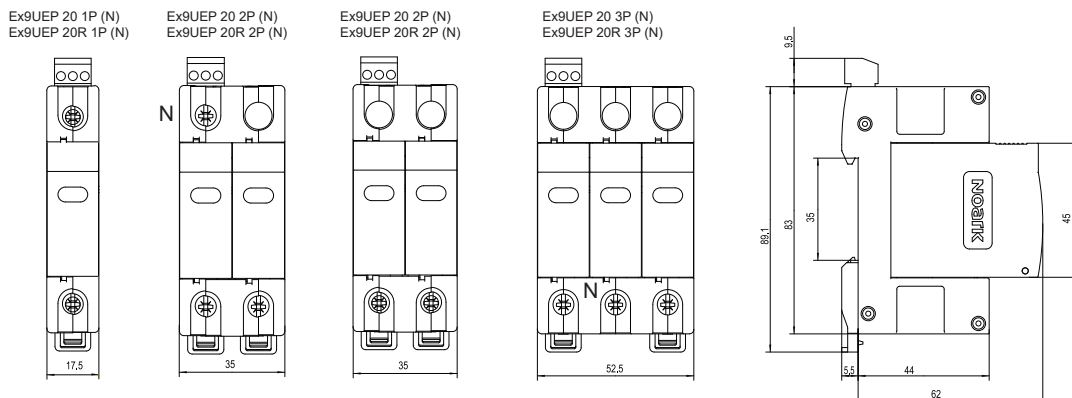 Ex9UEP 20 1P (N)
Ex9UEP 20R 1P (N)
Ex9UEP 20 2P (N)
Ex9UEP 20R 2P (N)
Ex9UEP 20 2P (N)
Ex9UEP 20R 2P (N)
Ex9UEP 20 3P (N)
Ex9UEP 20R 3P (N)
N
N
17,5
35
35
52,5
9,5
89,1
83
35
NOARK
45
5,5
44
62